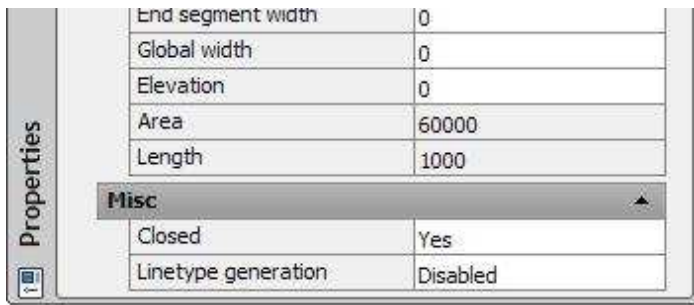 End segment width 0
Global width 0
Elevation 0
Area 60000
Length 1000
Misc
Closed Yes
Linetype generation Disabled
Properties